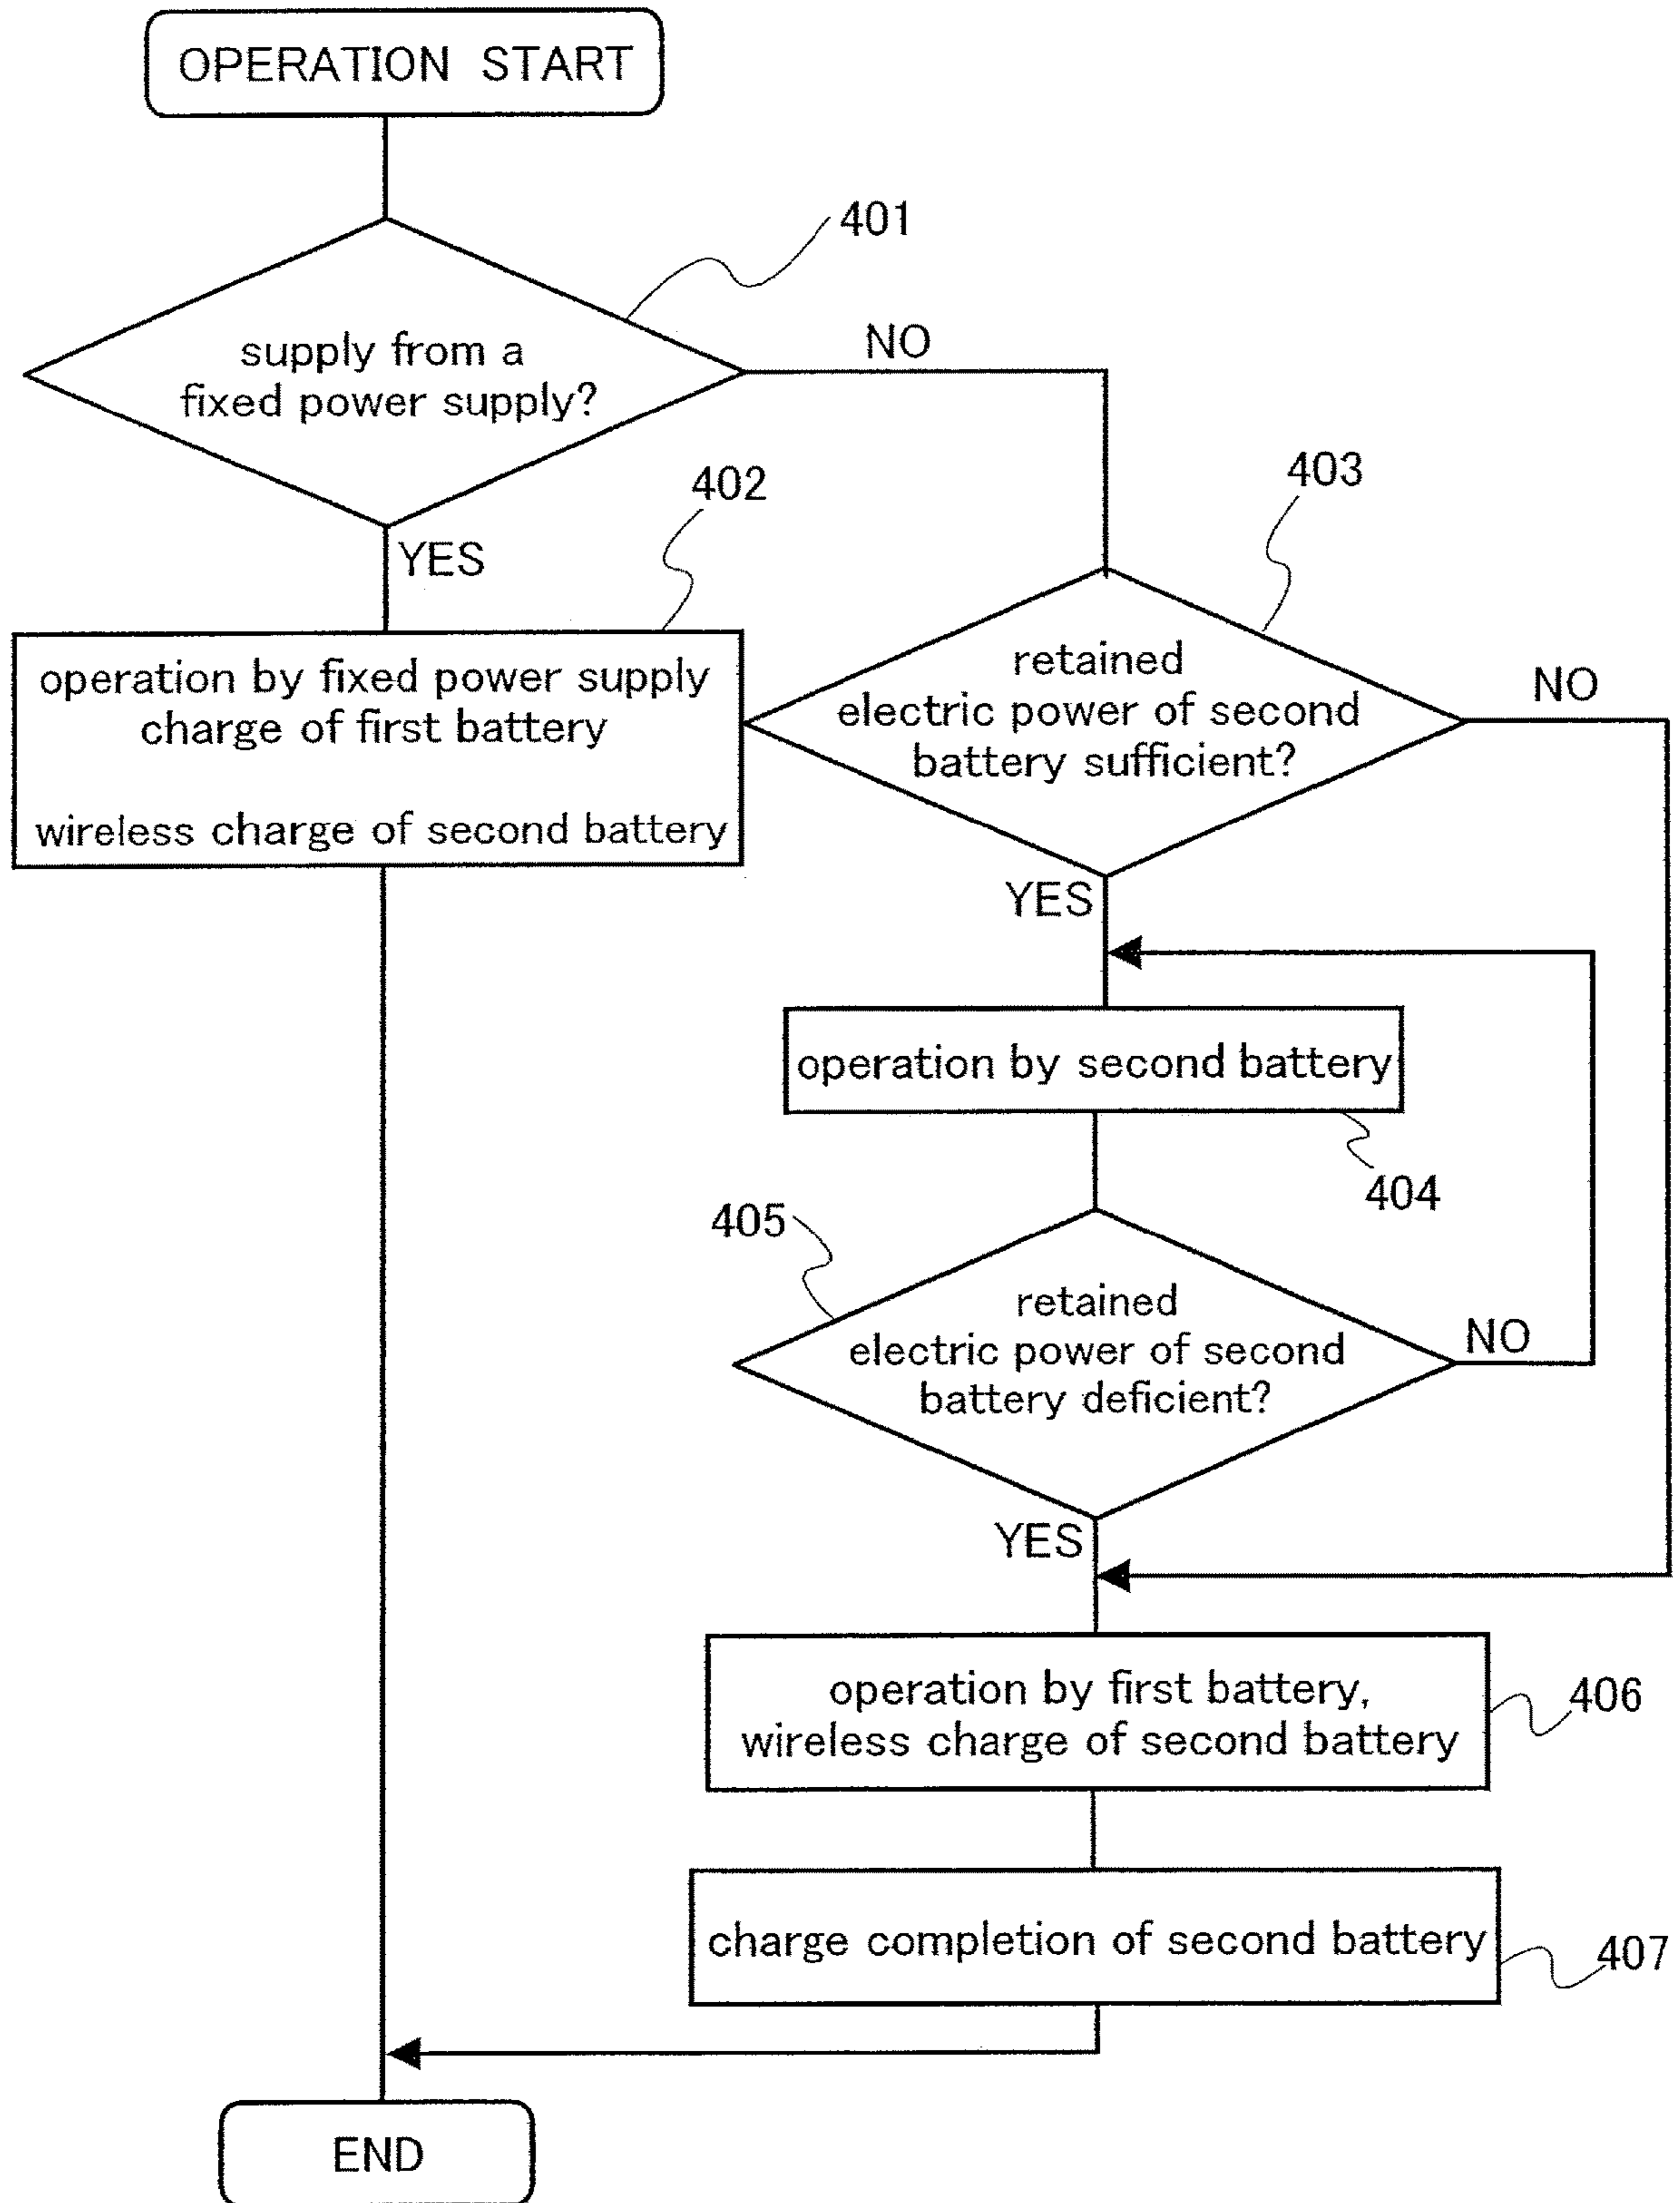 OPERATION START
401
supply from a
fixed power supply?
NO
YES
402
operation by fixed power supply
charge of first battery
wireless charge of second battery
403
retained
electric power of second
battery sufficient?
NO
YES
operation by second battery
404
405
retained
electric power of second
battery deficient?
NO
YES
operation by first battery,
wireless charge of second battery
406
charge completion of second battery
407
END